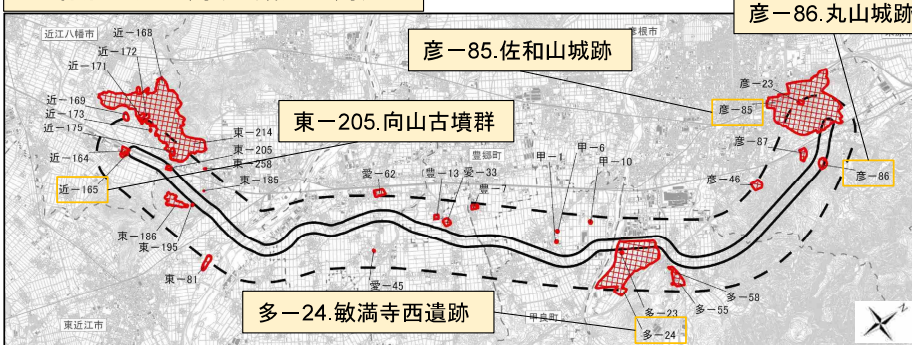 彦－86.丸山城跡
彦－85.佐和山城跡
東－205.向山古墳群
多－24.敏満寺西遺跡
近江八幡市
近－168
近－172
近－171
近－169
近－173
近－175
近－164
近－165
東－214
東－205
東－258
東－185
東－186
東－195
東－81
東近江市
愛－62
豊－13
愛－33
豊－7
豊郷町
愛－45
甲－1
甲－6
甲－10
甲良町
多－23
多－24
多－55
多－58
彦根市
彦－23
彦－85
彦－87
彦－46
彦－86
N